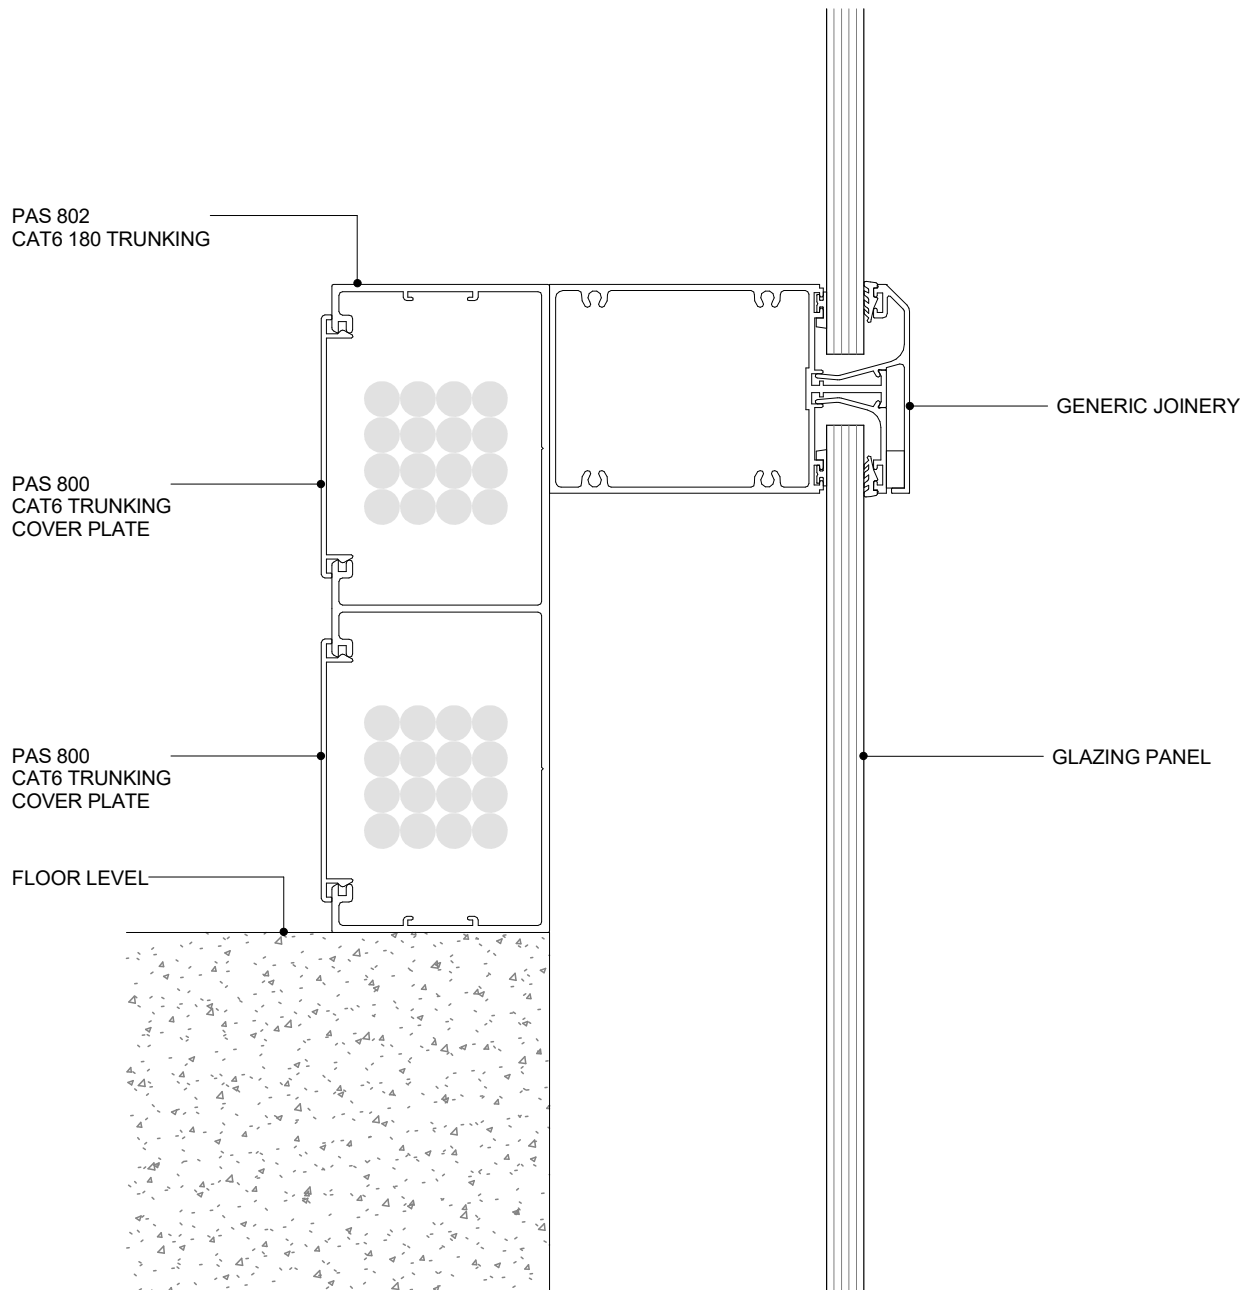 PAS 802
CAT6 180 TRUNKING
GENERIC JOINERY
PAS 800
CAT6 TRUNKING
COVER PLATE
PAS 800
CAT6 TRUNKING
COVER PLATE
GLAZING PANEL
FLOOR LEVEL